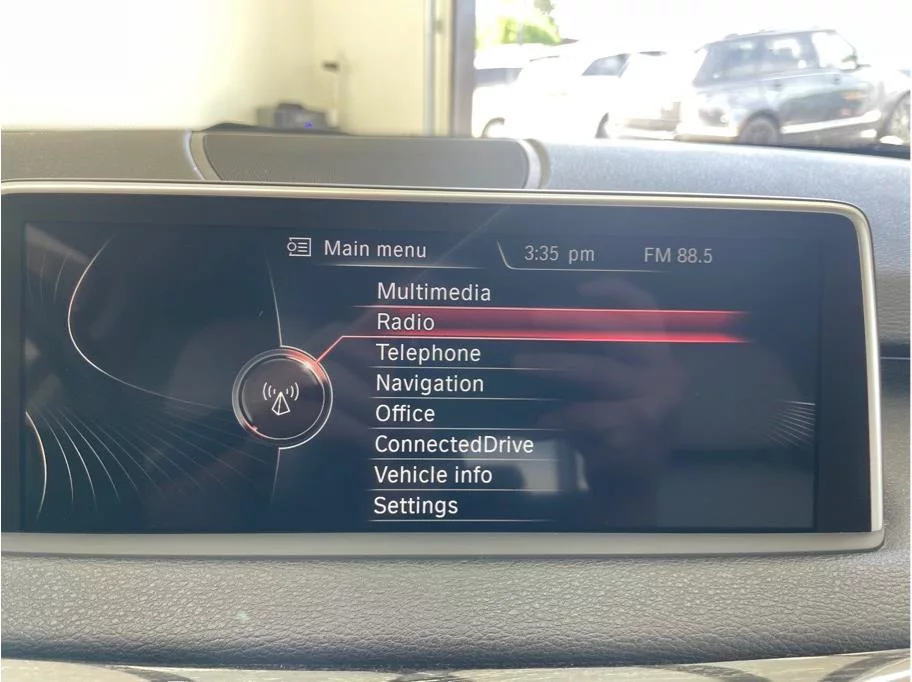 Main menu
3:35 pm
FM 88.5
Multimedia
Radio
Telephone
Navigation
Office
ConnectedDrive
Vehicle info
Settings